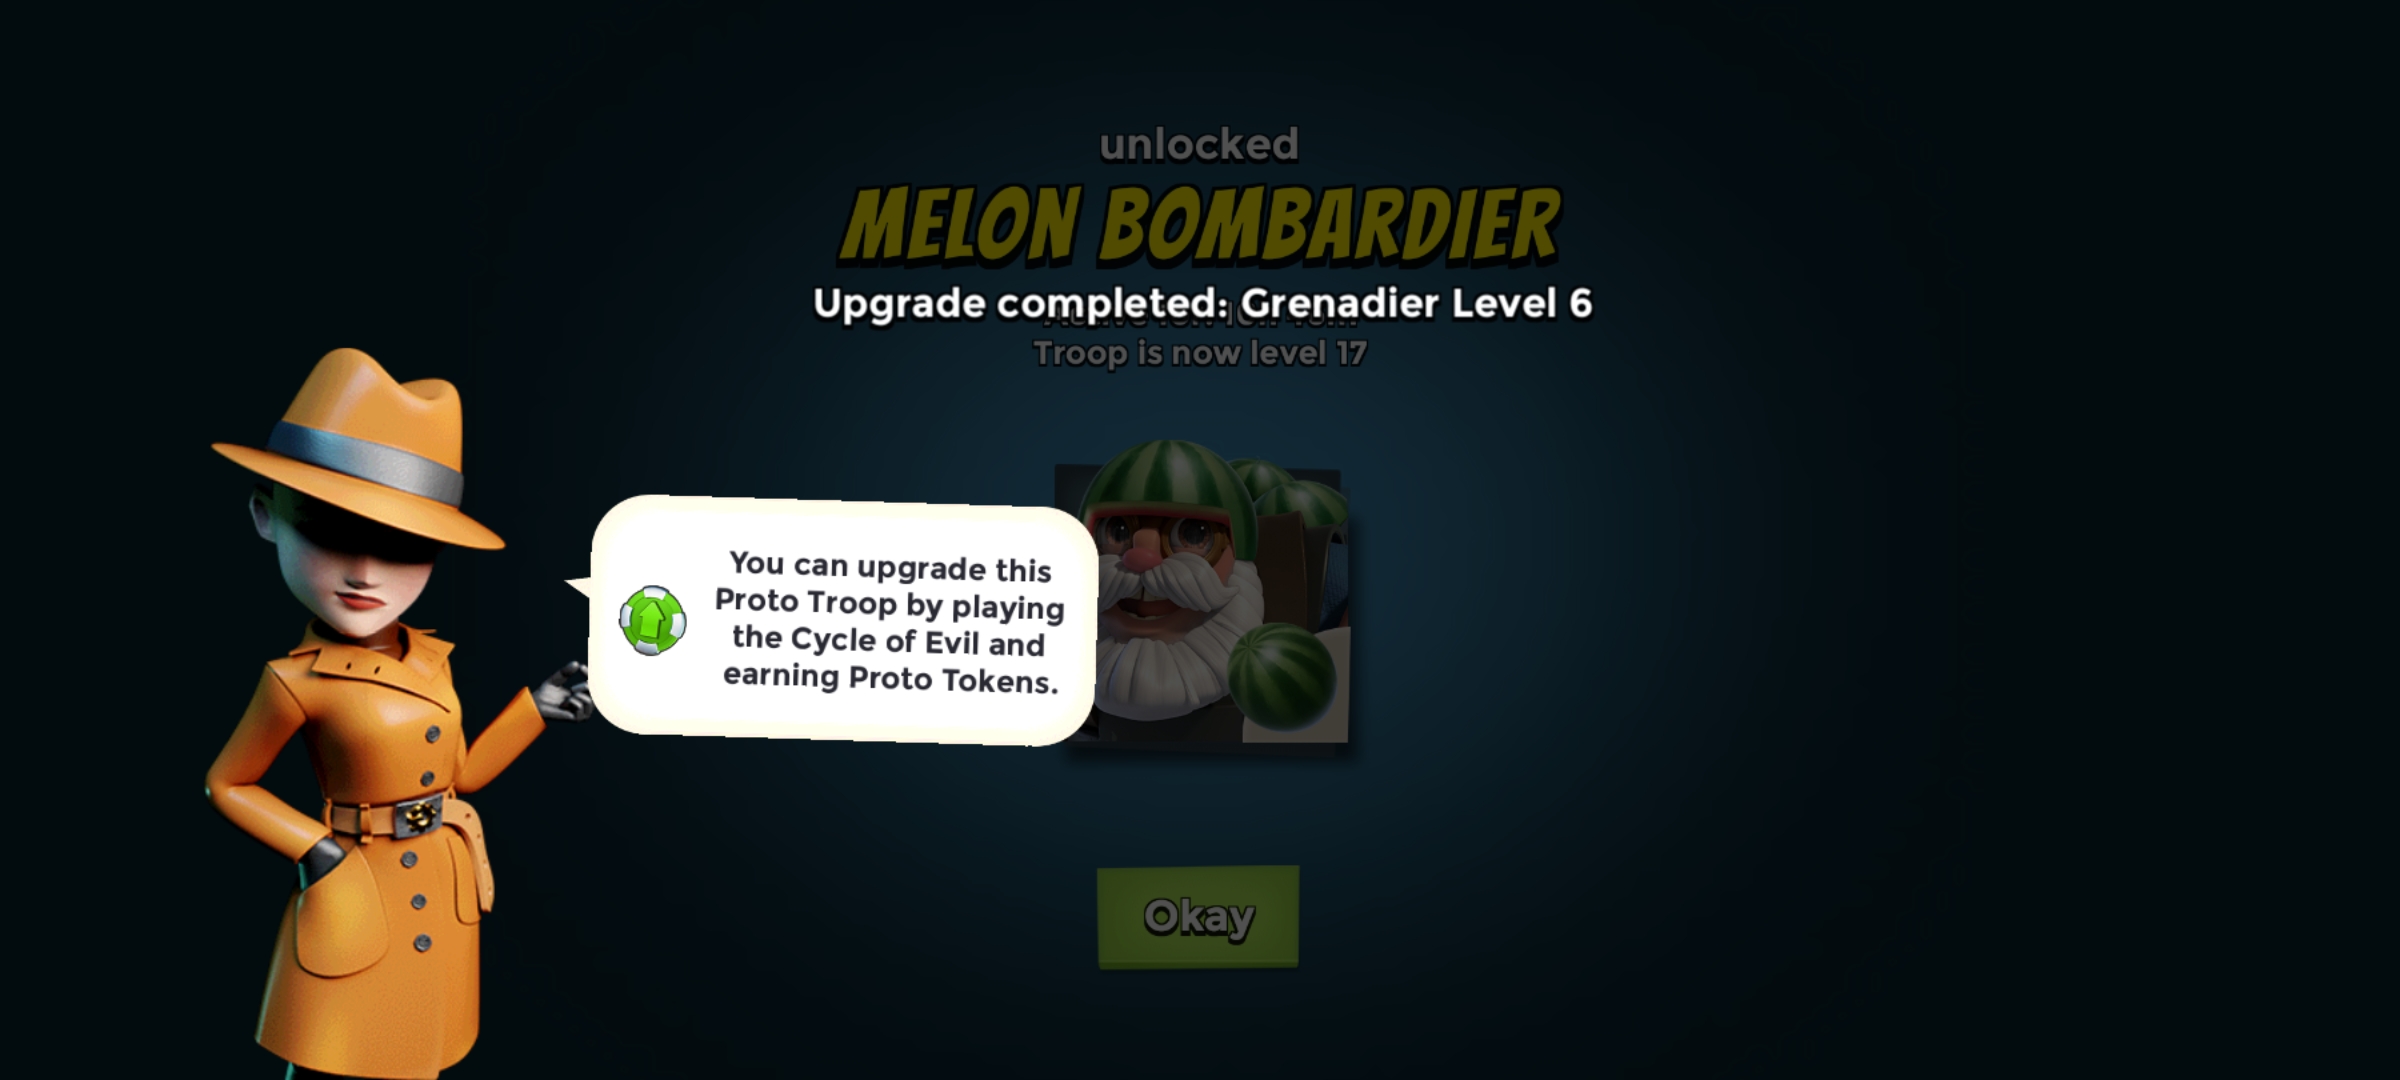 unlocked
MELON BOMBARDIER
Upgrade completed: Grenadier Level 6
Troop is now level 17
You can upgrade this
Proto Troop by playing
the Cycle of Evil and
earning Proto Tokens.
Okay